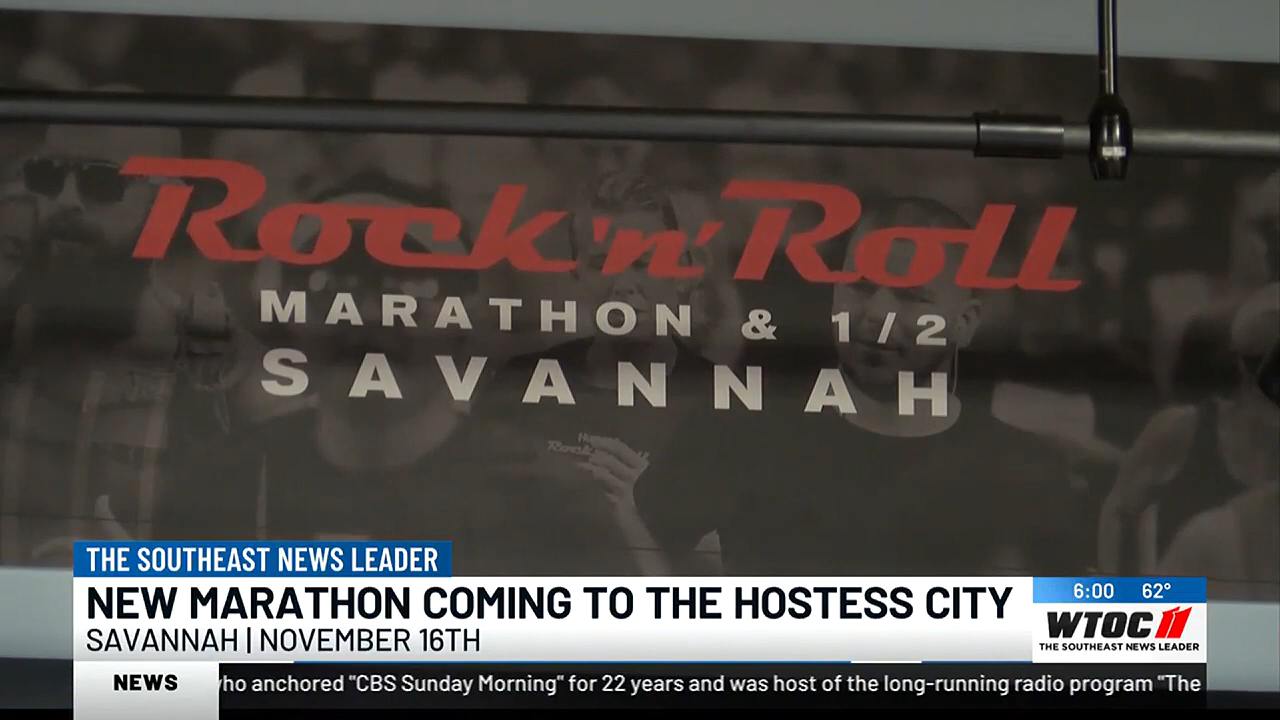 Rock 'n' Roll
MARATHON & 1/2
SAVANNAH
THE SOUTHEAST NEWS LEADER
NEW MARATHON COMING TO THE HOSTESS CITY
SAVANNAH | NOVEMBER 16TH
6:00 62°
WTOC 11
THE SOUTHEAST NEWS LEADER
NEWS
who anchored "CBS Sunday Morning" for 22 years and was host of the long-running radio program "The